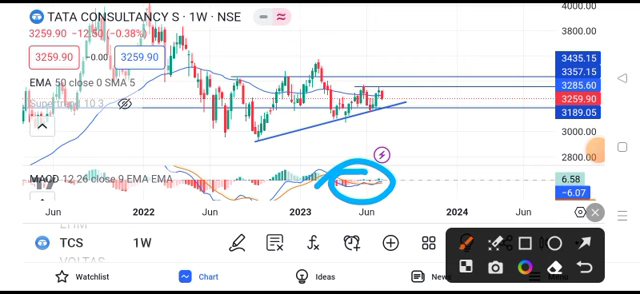 4000.00
TATA CONSULTANCY S · 1W · NSE
3800.00
3259.90 −12.50 (−0.38%)
3259.90 −0.00 3259.90
3435.15
3357.15
EMA 50 close 0 SMA 5
3285.60
3259.90
Supertrend 10 3
3189.05
3000.00
2800.00
MACD 12 26 close 9 EMA EMA
6.58
−6.07
Jun 2022 Jun 2023 Jun 2024 Jun
TCS 1W
VOLTAS
Watchlist Chart Ideas News Menu